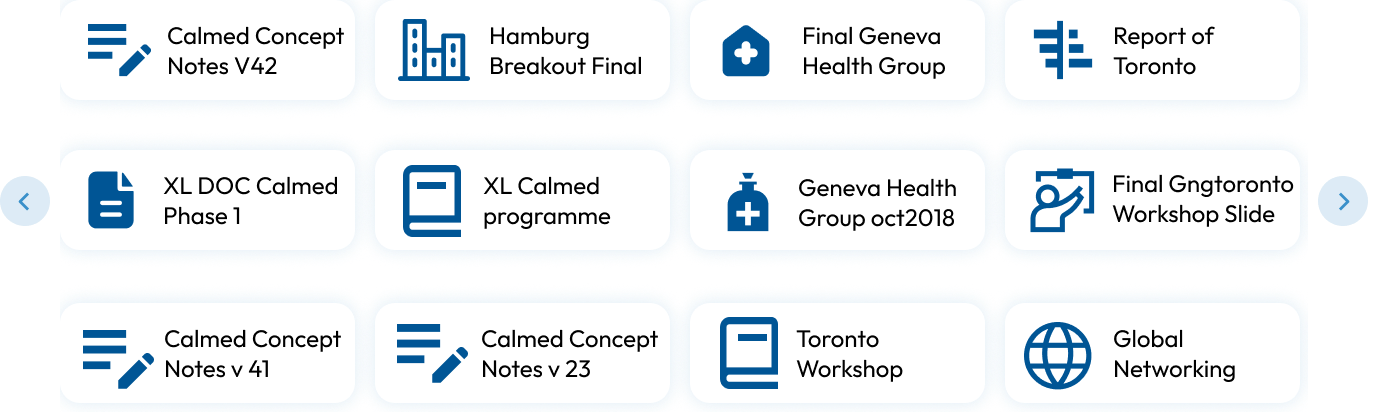 Calmed Concept
Notes V42
Hamburg
Breakout Final
Final Geneva
Health Group
Report of
Toronto
XL DOC Calmed
Phase 1
XL Calmed
programme
Geneva Health
Group oct2018
Final Gngtoronto
Workshop Slide
Calmed Concept
Notes v 41
Calmed Concept
Notes v 23
Toronto
Workshop
Global
Networking